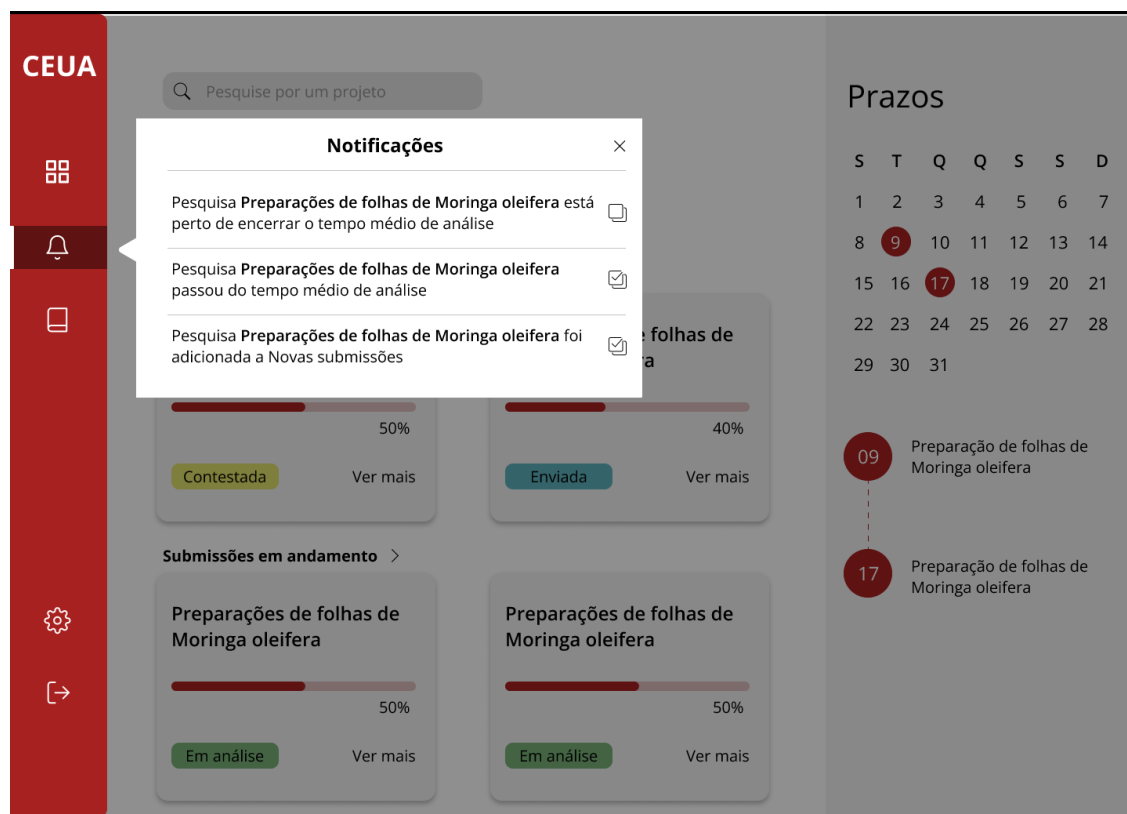 CEUA
Pesquise por um projeto
Notificações
Pesquisa Preparações de folhas de Moringa oleifera está
perto de encerrar o tempo médio de análise
Pesquisa Preparações de folhas de Moringa oleifera
passou do tempo médio de análise
Pesquisa Preparações de folhas de Moringa oleifera foi
adicionada a Novas submissões
folhas de
a
50%
40%
Contestada
Ver mais
Enviada
Ver mais
Submissões em andamento
Preparações de folhas de
Moringa oleifera
50%
Em análise
Ver mais
Preparações de folhas de
Moringa oleifera
50%
Em análise
Ver mais
Prazos
S T Q Q S S D
1 2 3 4 5 6 7
8 9 10 11 12 13 14
15 16 17 18 19 20 21
22 23 24 25 26 27 28
29 30 31
09
Preparação de folhas de
Moringa oleifera
17
Preparação de folhas de
Moringa oleifera